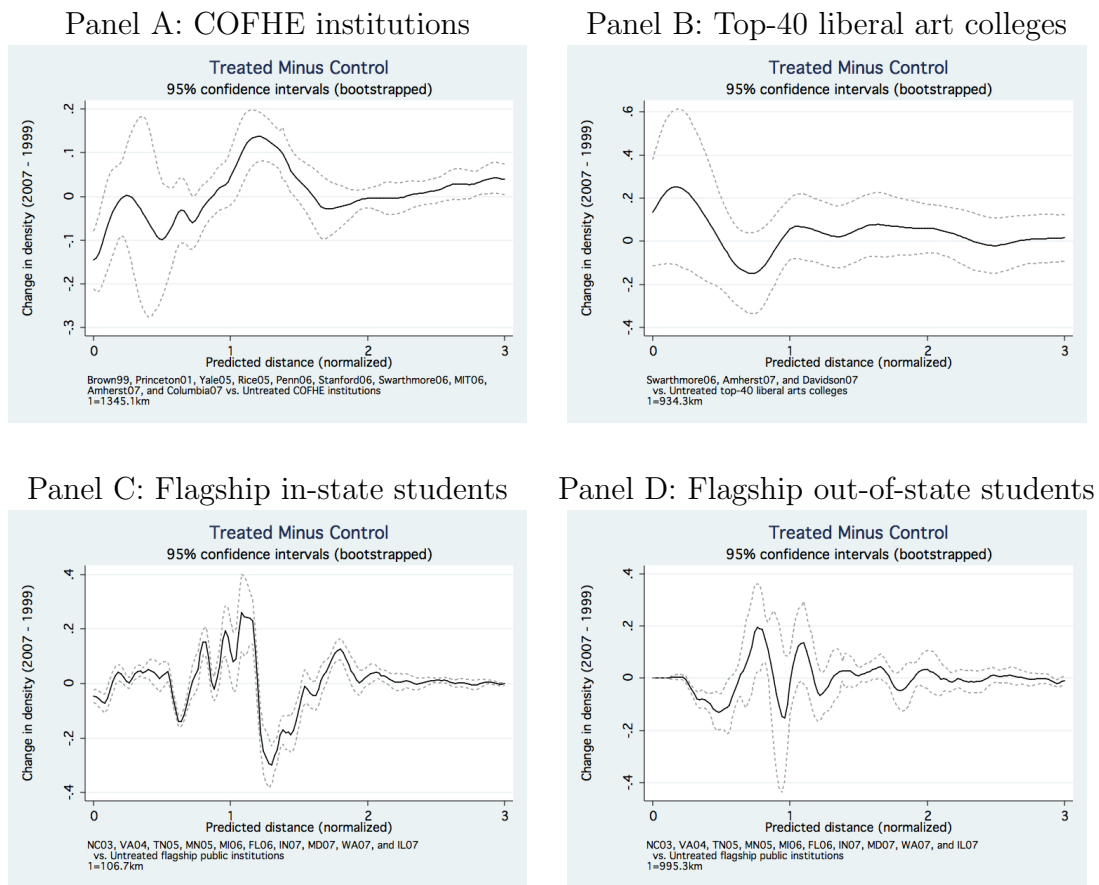 Panel A: COFHE institutions
Treated Minus Control
95% confidence intervals (bootstrapped)
Change in density (2007 - 1999)
.2
.1
0
-.1
-.2
-.3
0 1 2 3
Predicted distance (normalized)
Brown99, Princeton01, Yale05, Rice05, Penn06, Stanford06, Swarthmore06, MIT06,
Amherst07, and Columbia07 vs. Untreated COFHE institutions
1=1345.1km
Panel B: Top-40 liberal art colleges
Treated Minus Control
95% confidence intervals (bootstrapped)
Change in density (2007 - 1999)
.6
.4
.2
0
-.2
-.4
0 1 2 3
Predicted distance (normalized)
Swarthmore06, Amherst07, and Davidson07
vs. Untreated top-40 liberal arts colleges
1=934.3km
Panel C: Flagship in-state students
Treated Minus Control
95% confidence intervals (bootstrapped)
Change in density (2007 - 1999)
.4
.2
0
-.2
-.4
0 1 2 3
Predicted distance (normalized)
NC03, VA04, TN05, MN05, MI06, FL06, IN07, MD07, WA07, and IL07
vs. Untreated flagship public institutions
1=106.7km
Panel D: Flagship out-of-state students
Treated Minus Control
95% confidence intervals (bootstrapped)
Change in density (2007 - 1999)
.4
.2
0
-.2
-.4
0 1 2 3
Predicted distance (normalized)
NC03, VA04, TN05, MN05, MI06, FL06, IN07, MD07, WA07, and IL07
vs. Untreated flagship public institutions
1=995.3km